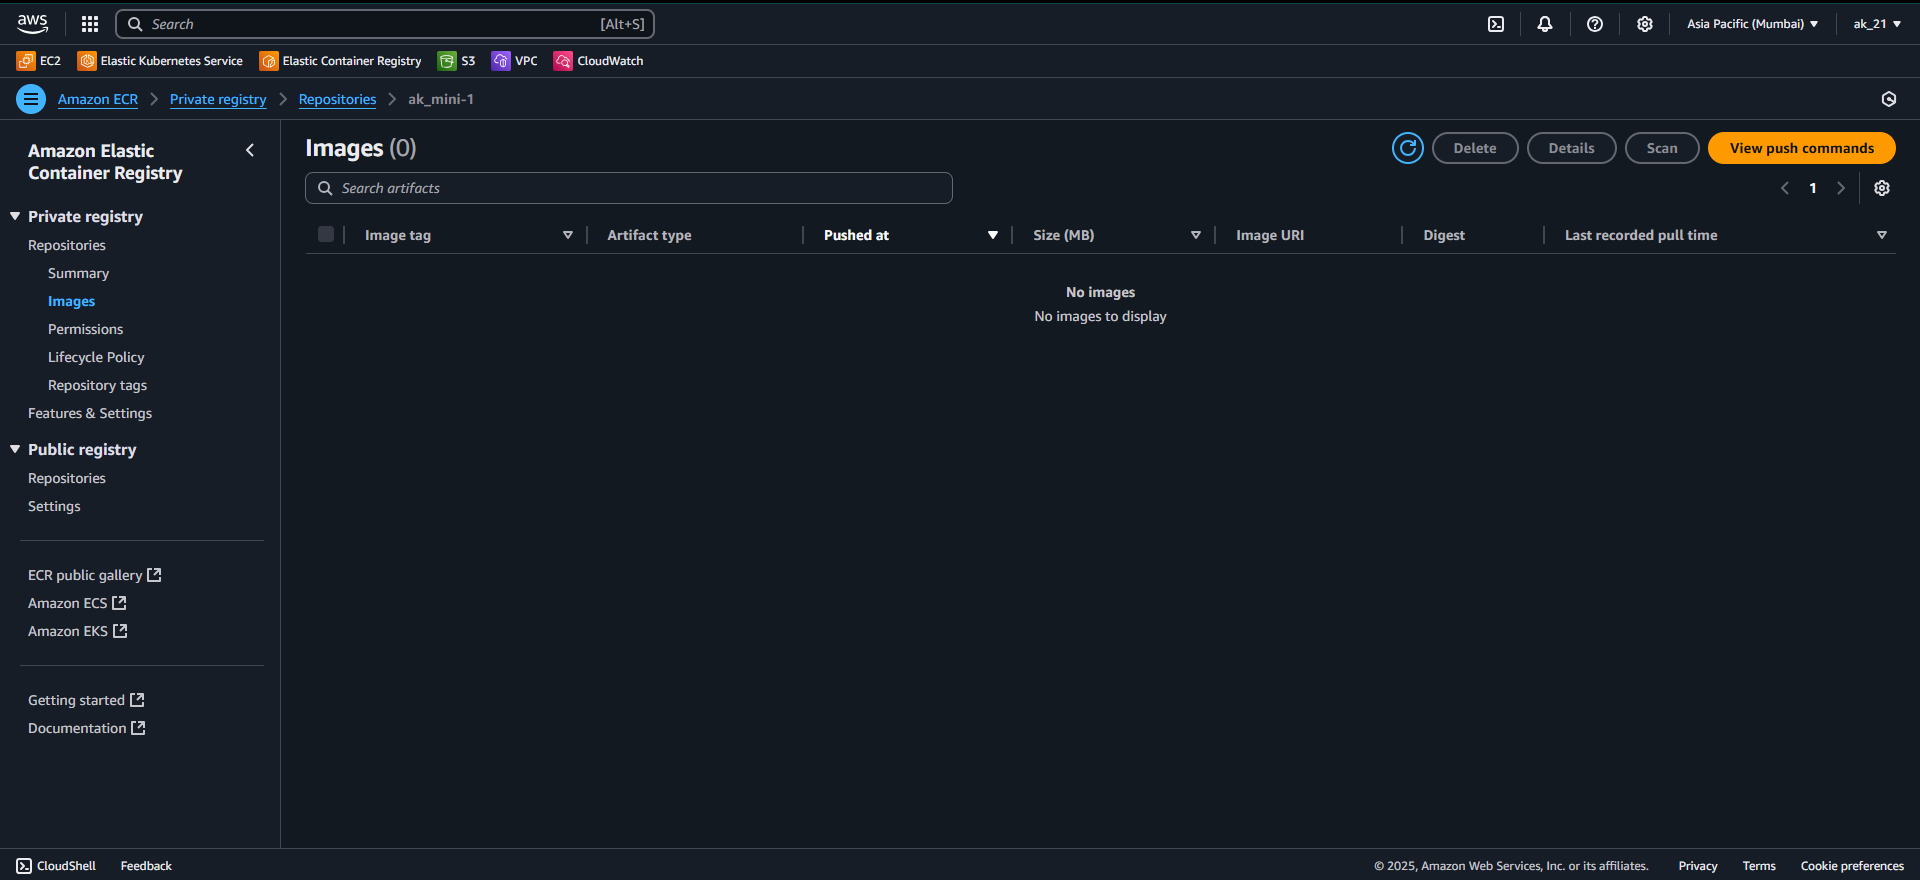 aws
Search [Alt+S]
Asia Pacific (Mumbai)
ak_21
EC2
Elastic Kubernetes Service
Elastic Container Registry
S3
VPC
CloudWatch
Amazon ECR
Private registry
Repositories
ak_mini-1
Amazon Elastic
Container Registry
Private registry
Repositories
Summary
Images
Permissions
Lifecycle Policy
Repository tags
Features & Settings
Public registry
Repositories
Settings
ECR public gallery
Amazon ECS
Amazon EKS
Getting started
Documentation
Images (0)
Delete
Details
Scan
View push commands
Search artifacts
1
Image tag
Artifact type
Pushed at
Size (MB)
Image URI
Digest
Last recorded pull time
No images
No images to display
CloudShell
Feedback
© 2025, Amazon Web Services, Inc. or its affiliates.
Privacy
Terms
Cookie preferences